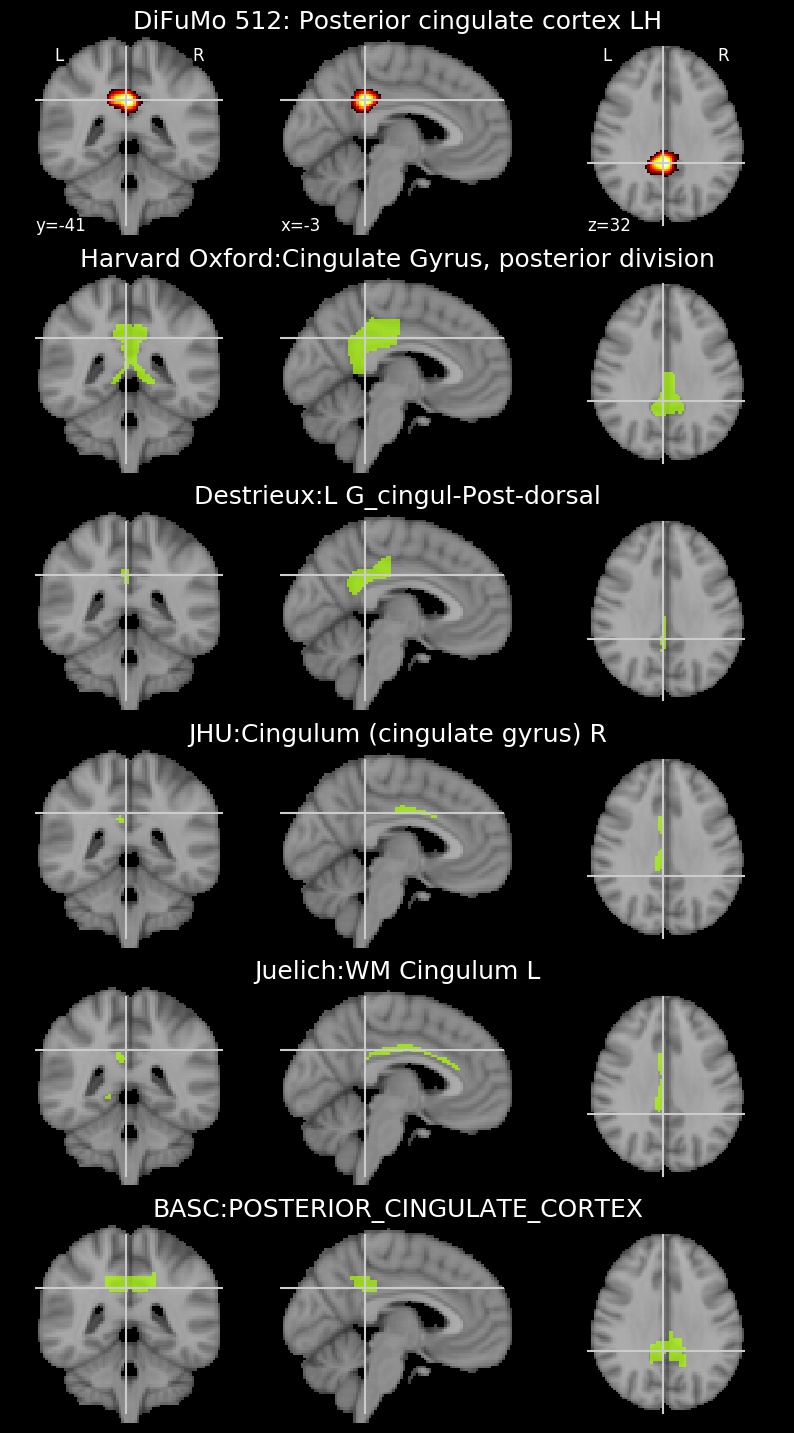 DiFuMo 512: Posterior cingulate cortex LH
L R L R
y=-41 x=-3 z=32
Harvard Oxford:Cingulate Gyrus, posterior division
Destrieux:L G_cingul-Post-dorsal
JHU:Cingulum (cingulate gyrus) R
Juelich:WM Cingulum L
BASC:POSTERIOR_CINGULATE_CORTEX